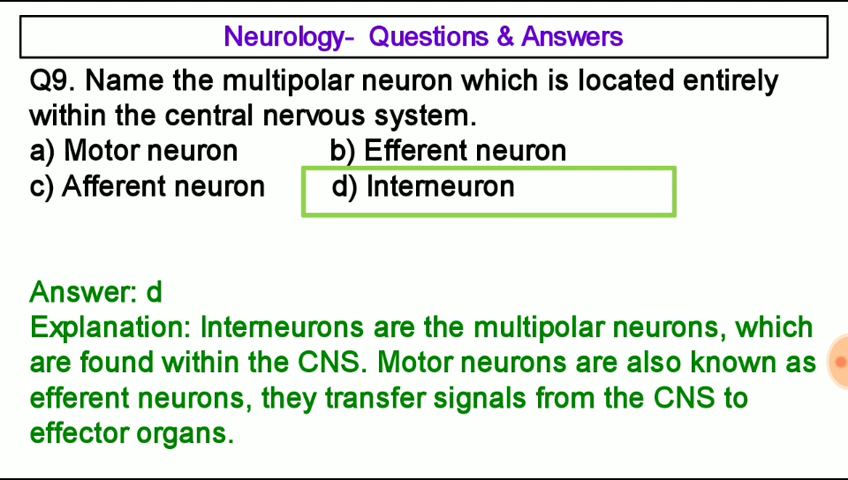 Neurology- Questions & Answers
Q9. Name the multipolar neuron which is located entirely
within the central nervous system.
a) Motor neuron b) Efferent neuron
c) Afferent neuron d) Interneuron
Answer: d
Explanation: Interneurons are the multipolar neurons, which
are found within the CNS. Motor neurons are also known as
efferent neurons, they transfer signals from the CNS to
effector organs.